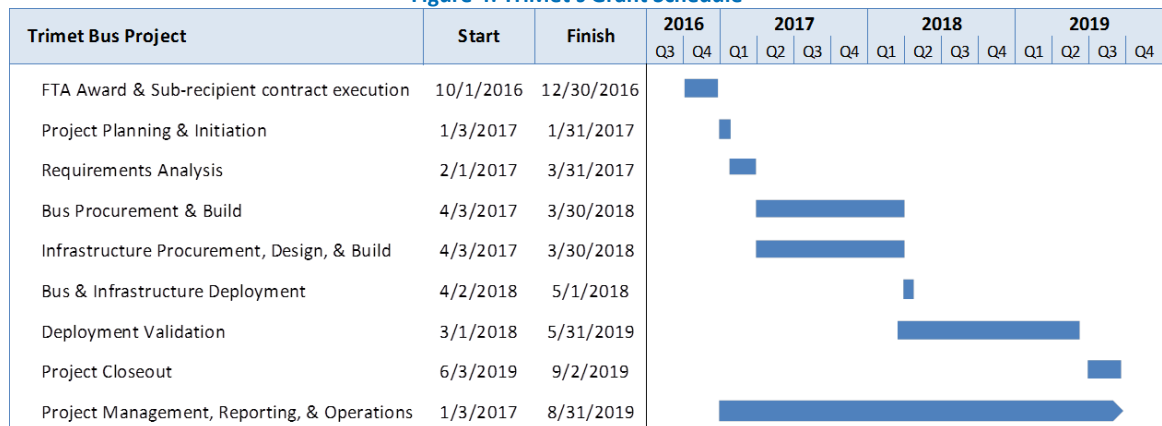 Figure 4. TriMet's Grant Schedule
Trimet Bus Project Start Finish 2016 2017 2018 2019
Q3 Q4 Q1 Q2 Q3 Q4 Q1 Q2 Q3 Q4 Q1 Q2 Q3 Q4
FTA Award & Sub-recipient contract execution 10/1/2016 12/30/2016
Project Planning & Initiation 1/3/2017 1/31/2017
Requirements Analysis 2/1/2017 3/31/2017
Bus Procurement & Build 4/3/2017 3/30/2018
Infrastructure Procurement, Design, & Build 4/3/2017 3/30/2018
Bus & Infrastructure Deployment 4/2/2018 5/1/2018
Deployment Validation 3/1/2018 5/31/2019
Project Closeout 6/3/2019 9/2/2019
Project Management, Reporting, & Operations 1/3/2017 8/31/2019